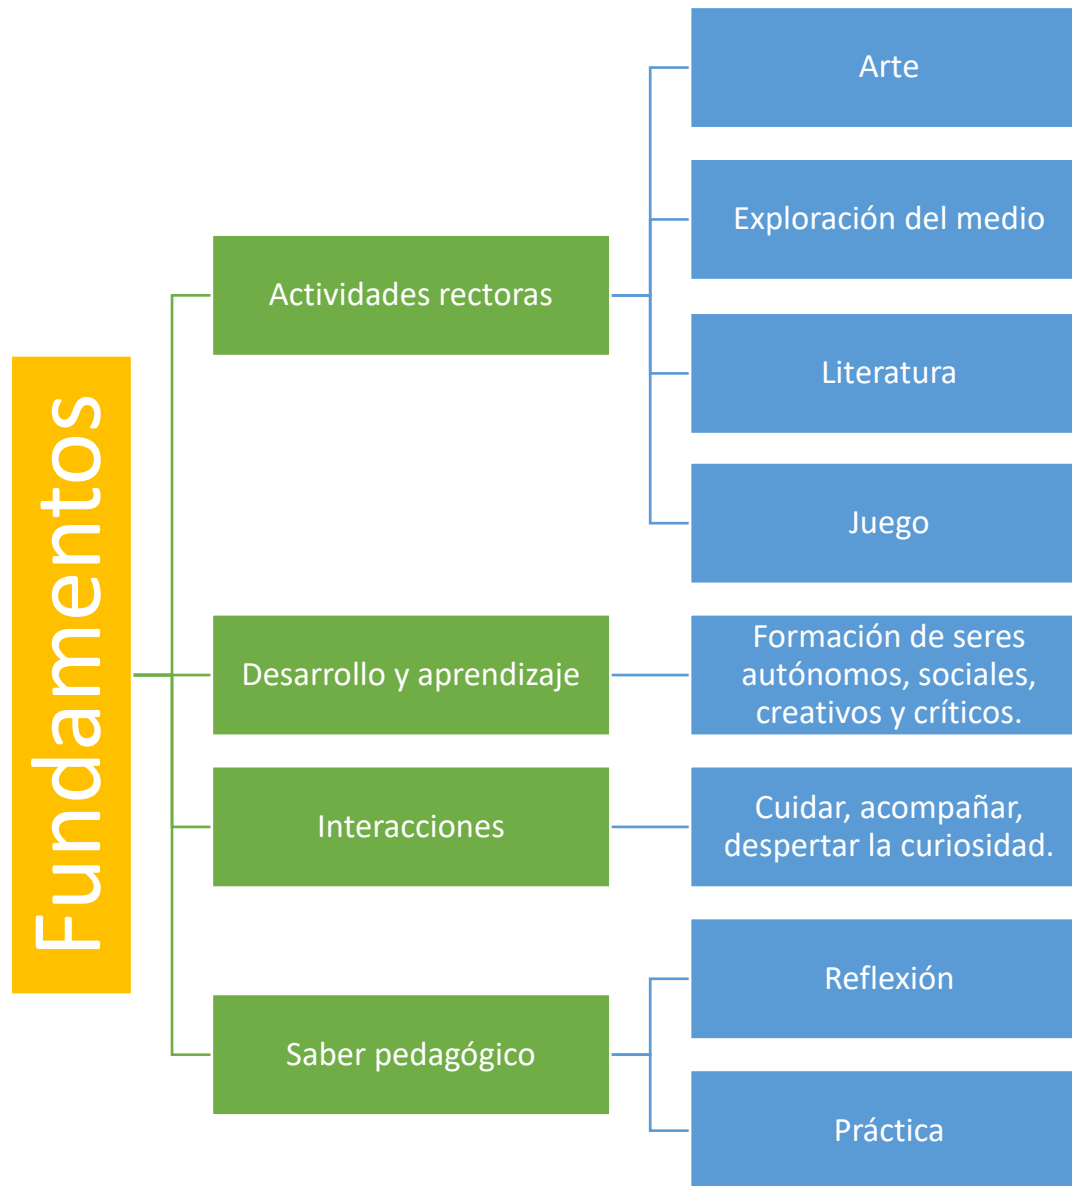 Fundamentos
Actividades rectoras
Arte
Exploración del medio
Literatura
Juego
Desarrollo y aprendizaje
Formación de seres
autónomos, sociales,
creativos y críticos.
Interacciones
Cuidar, acompañar,
despertar la curiosidad.
Saber pedagógico
Reflexión
Práctica